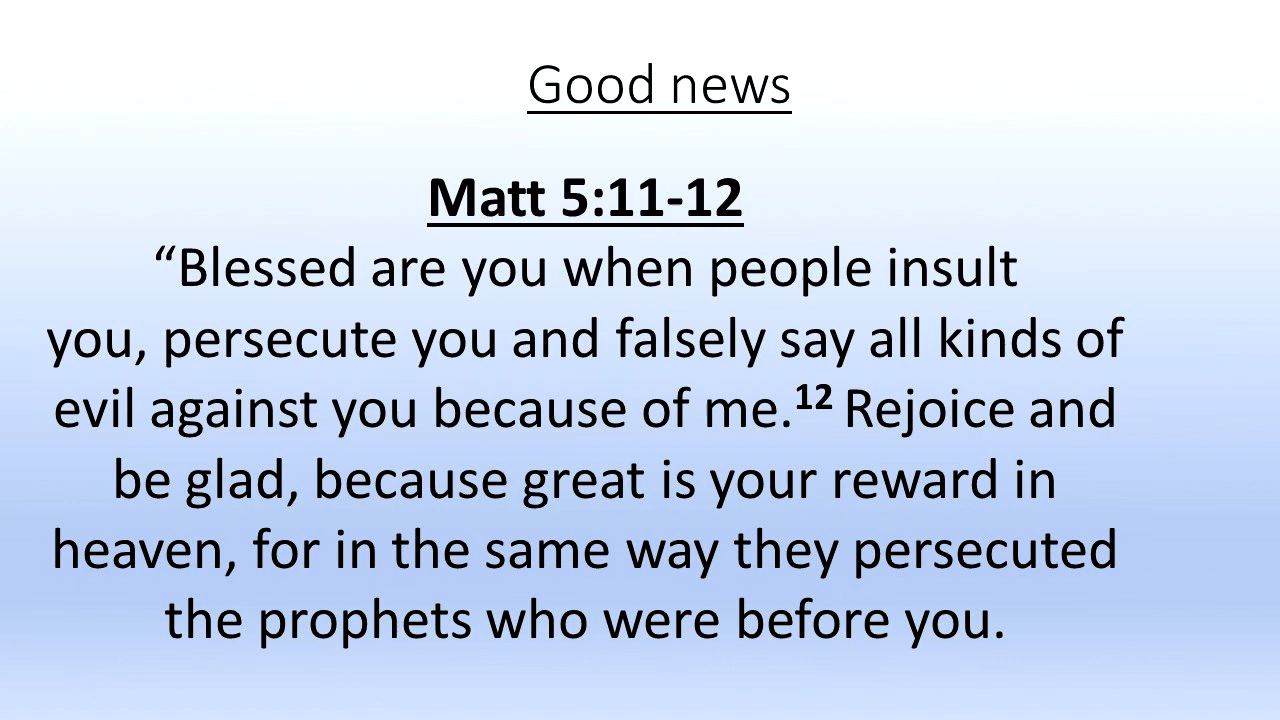 Good news
Matt 5:11-12
“Blessed are you when people insult
you, persecute you and falsely say all kinds of
evil against you because of me.12 Rejoice and
be glad, because great is your reward in
heaven, for in the same way they persecuted
the prophets who were before you.